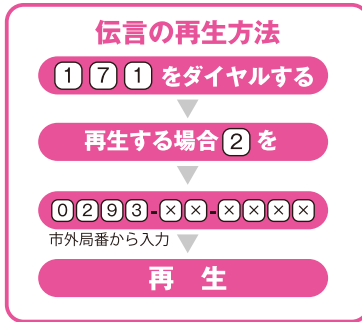 伝言の再生方法
171をダイヤルする
再生する場合2を
0293-××-××××
市外局番から入力
再 生